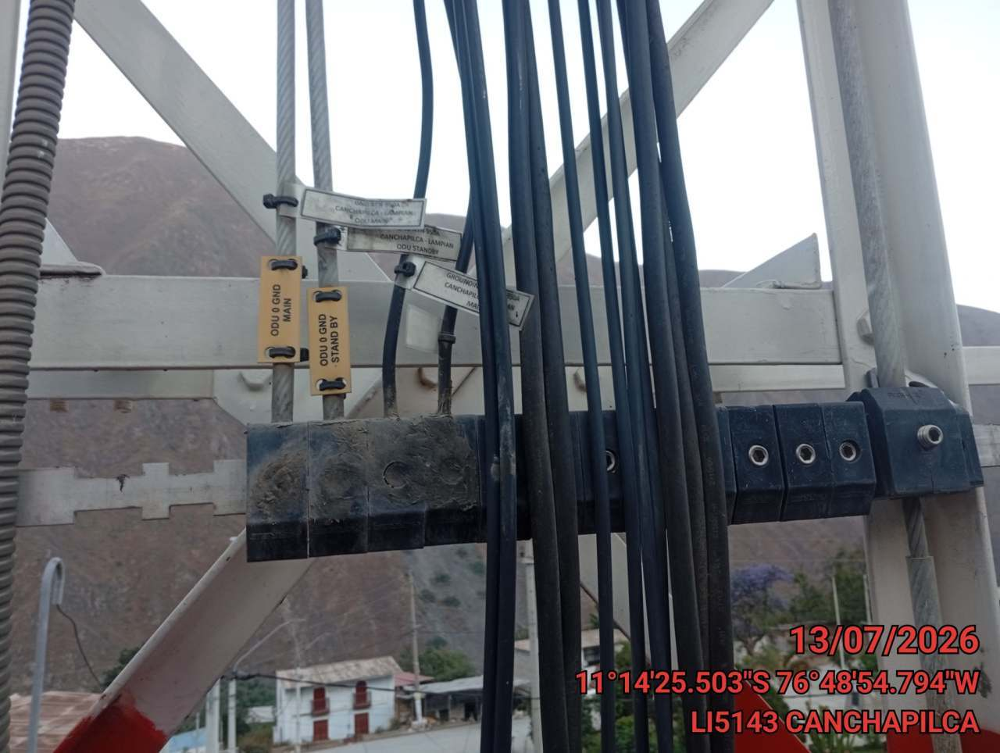 CANCHAPILCA - LAMPIAN
ODU MAIN
CANCHAPILCA - LAMPIAN
ODU STANDBY
ODU 0 GND
MAIN
ODU 0 GND
STAND BY
13/07/2026
11°14'25.503"S 76°48'54.794"W
LI5143 CANCHAPILCA